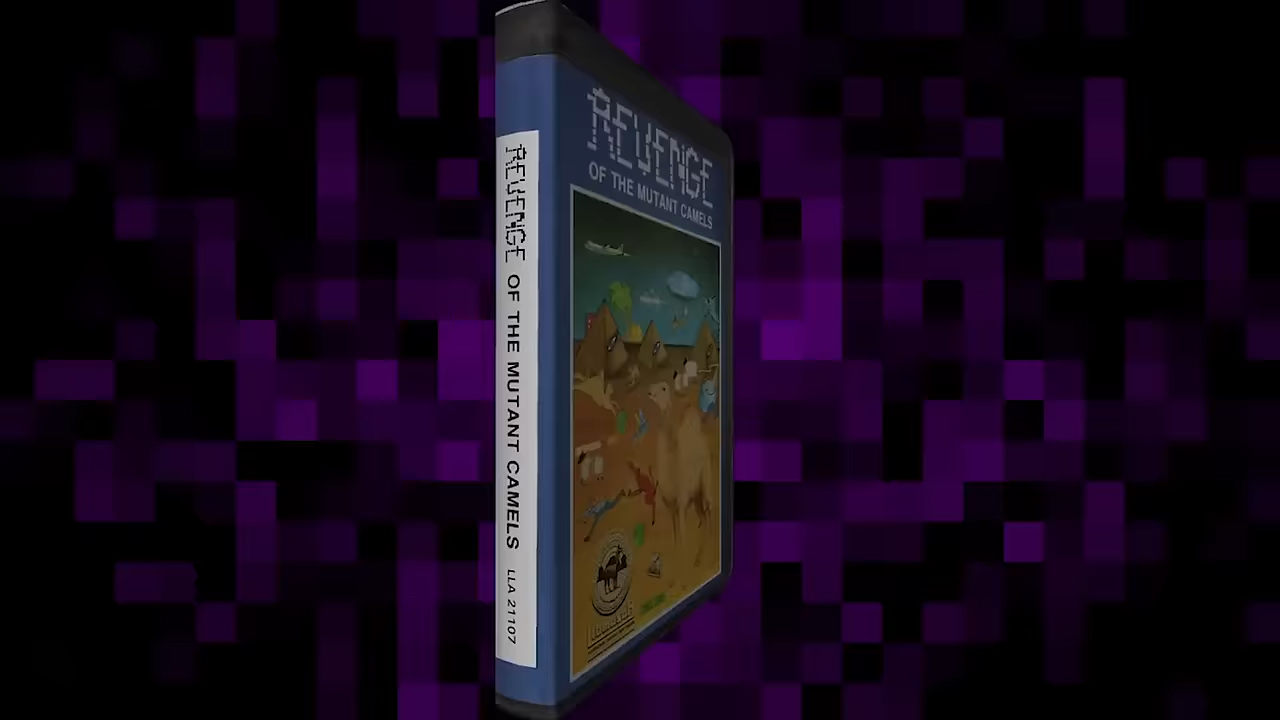 REVENGE OF THE MUTANT CAMELS LLA 21107
REVENGE
OF THE MUTANT CAMELS